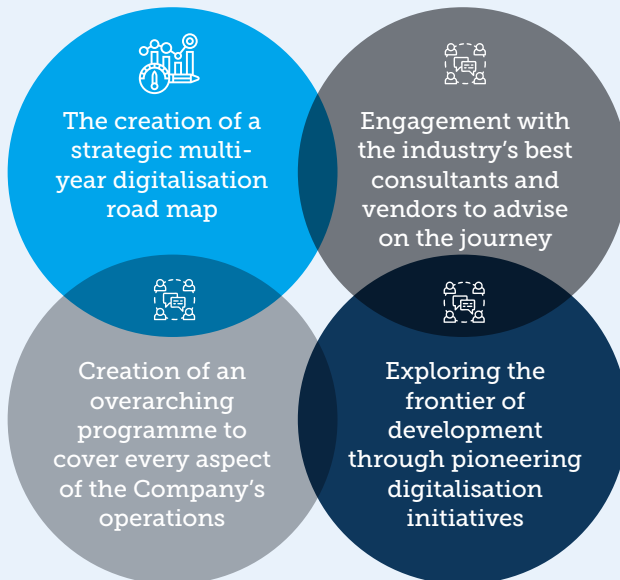 The creation of a
strategic multi-
year digitalisation
road map
Engagement with
the industry's best
consultants and
vendors to advise
on the journey
Creation of an
overarching
programme to
cover every aspect
of the Company's
operations
Exploring the
frontier of
development
through pioneering
digitalisation
initiatives